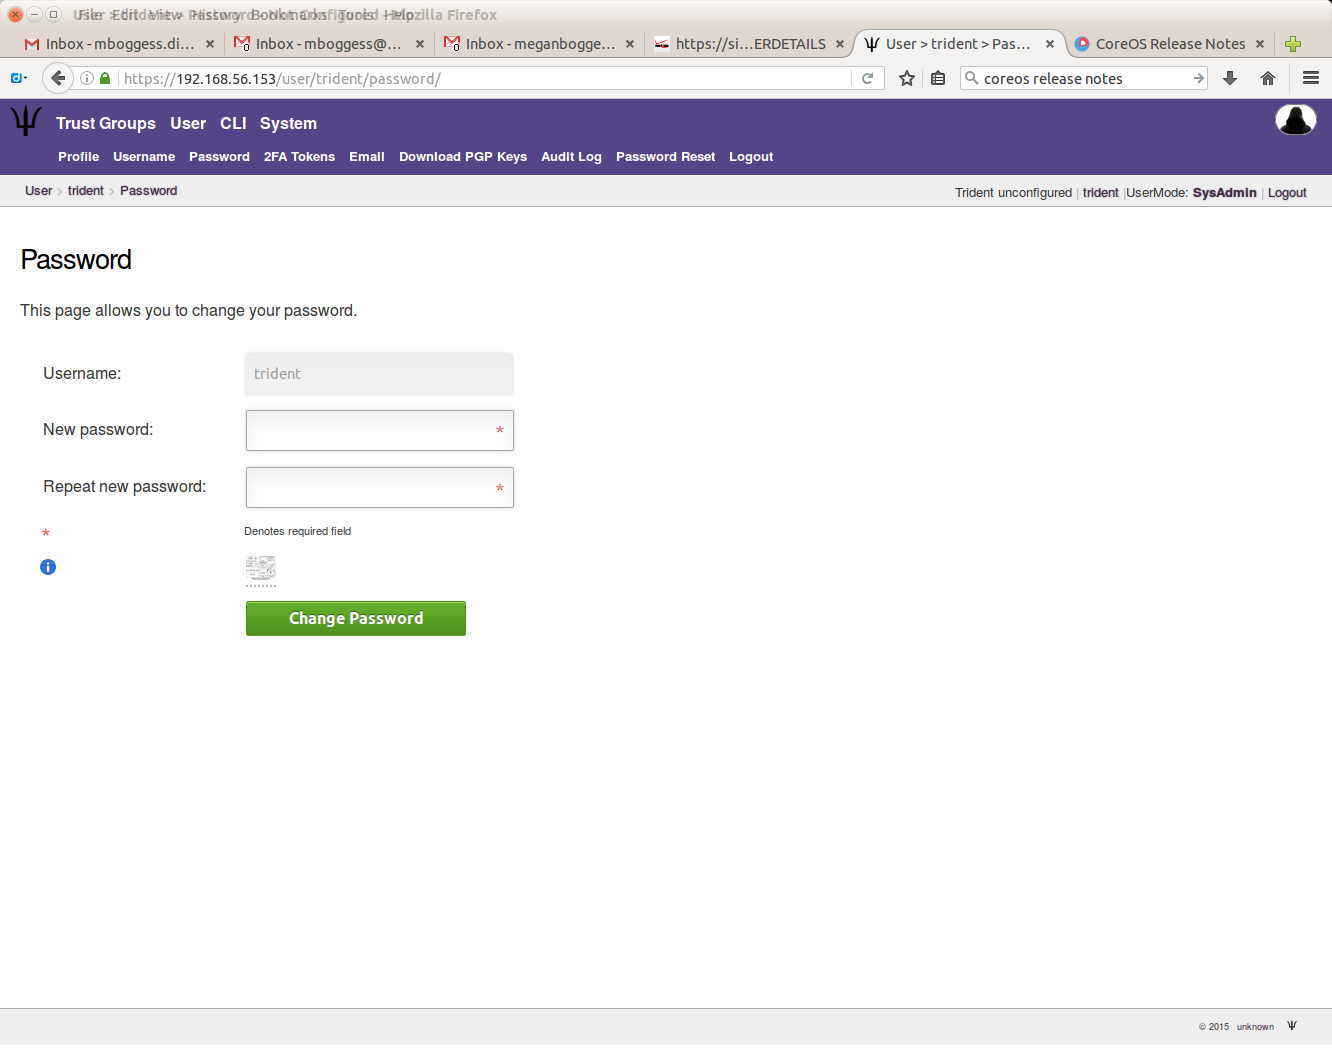 File Edit View History Bookmarks Tools Help
Inbox - mboggess.di... Inbox - mboggess@... Inbox - meganbogge... https://si...ERDETAILS User > trident > Pas... CoreOS Release Notes
https://192.168.56.153/user/trident/password/ coreos release notes
Trust Groups User CLI System
Profile Username Password 2FA Tokens Email Download PGP Keys Audit Log Password Reset Logout
User > trident > Password Trident unconfigured | trident |UserMode: SysAdmin | Logout
Password
This page allows you to change your password.
Username: trident
New password: *
Repeat new password: *
* Denotes required field
Change Password
© 2015 unknown